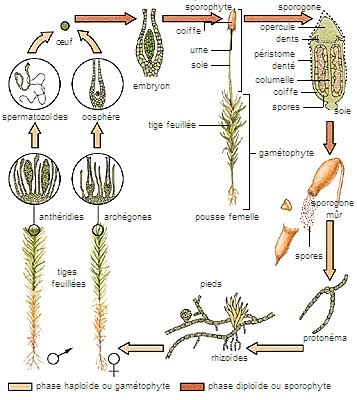 sporophyte
sporogone
coiffe
opercule
dents
péristome
denté
columelle
coiffe
spores
soie
œuf
urne
soie
embryon
spermatozoïdes
oosphère
tige feuillée
gamétophyte
pousse femelle
anthéridies
archégones
sporogone
mûr
spores
tiges
feuillées
pieds
rhizoïdes
protonéma
phase haploïde ou gamétophyte
phase diploïde ou sporophyte